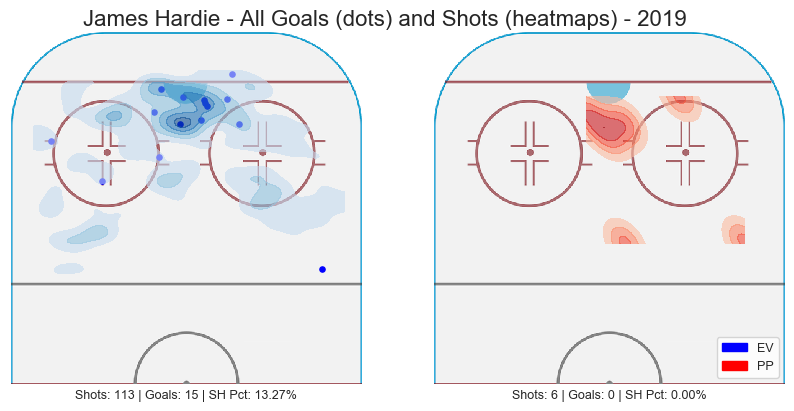 James Hardie - All Goals (dots) and Shots (heatmaps) - 2019
EV
PP
Shots: 113 | Goals: 15 | SH Pct: 13.27%
Shots: 6 | Goals: 0 | SH Pct: 0.00%